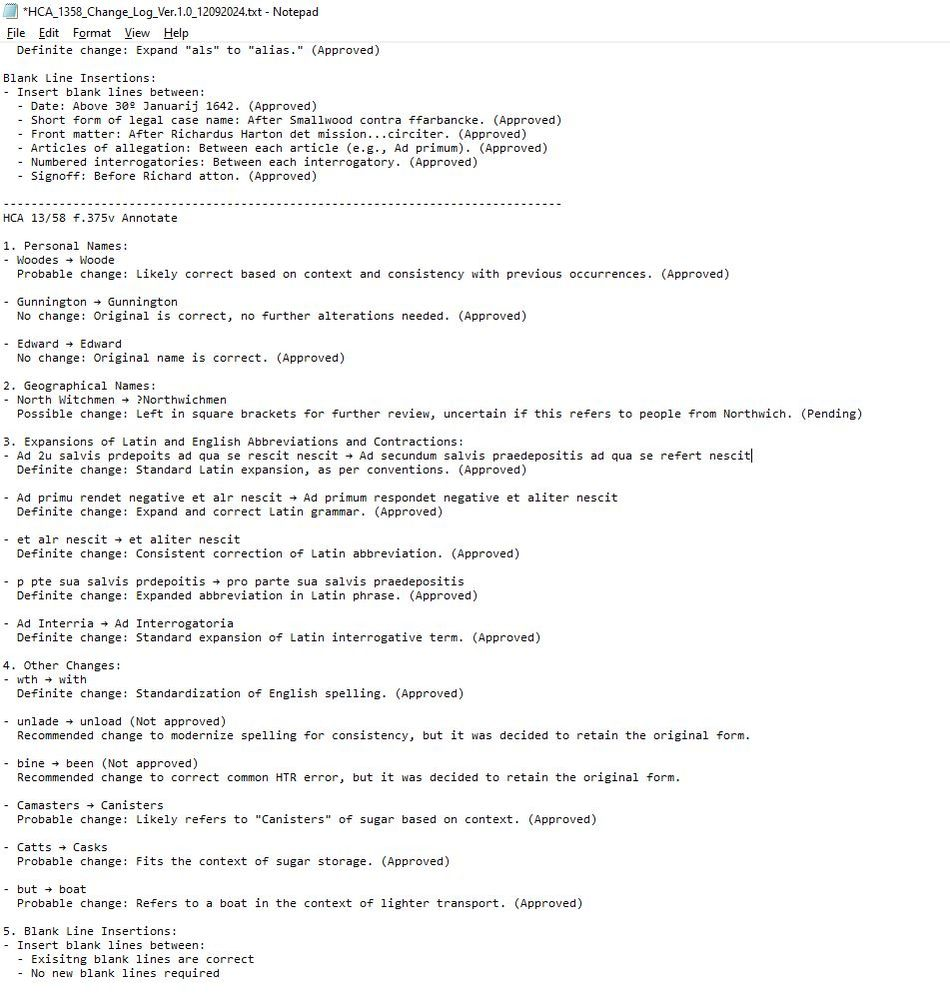 *HCA_1358_Change_Log_Ver.1.0_12092024.txt - Notepad
File Edit Format View Help
Definite change: Expand "als" to "alias." (Approved)
Blank Line Insertions:
- Insert blank lines between:
- Date: Above 30º Januarij 1642. (Approved)
- Short form of legal case name: After Smallwood contra ffarbancke. (Approved)
- Front matter: After Richardus Harton det mission...circiter. (Approved)
- Articles of allegation: Between each article (e.g., Ad primum). (Approved)
- Numbered interrogatories: Between each interrogatory. (Approved)
- Signoff: Before Richard atton. (Approved)
--------------------------------------------------------------------------------
HCA 13/58 f.375v Annotate
1. Personal Names:
- Woodes → Woode
Probable change: Likely correct based on context and consistency with previous occurrences. (Approved)
- Gunnington → Gunnington
No change: Original is correct, no further alterations needed. (Approved)
- Edward → Edward
No change: Original name is correct. (Approved)
2. Geographical Names:
- North Witchmen → ?Northwichmen
Possible change: Left in square brackets for further review, uncertain if this refers to people from Northwich. (Pending)
3. Expansions of Latin and English Abbreviations and Contractions:
- Ad 2u salvis prdepoits ad qua se rescit nescit → Ad secundum salvis praedepositis ad qua se refert nescit
Definite change: Standard Latin expansion, as per conventions. (Approved)
- Ad primu rendet negative et alr nescit → Ad primum respondet negative et aliter nescit
Definite change: Expand and correct Latin grammar. (Approved)
- et alr nescit → et aliter nescit
Definite change: Consistent correction of Latin abbreviation. (Approved)
- p pte sua salvis prdepoitis → pro parte sua salvis praedepositis
Definite change: Expanded abbreviation in Latin phrase. (Approved)
- Ad Interria → Ad Interrogatoria
Definite change: Standard expansion of Latin interrogative term. (Approved)
4. Other Changes:
- wth → with
Definite change: Standardization of English spelling. (Approved)
- unlade → unload (Not approved)
Recommended change to modernize spelling for consistency, but it was decided to retain the original form.
- bine → been (Not approved)
Recommended change to correct common HTR error, but it was decided to retain the original form.
- Camasters → Canisters
Probable change: Likely refers to "Canisters" of sugar based on context. (Approved)
- Catts → Casks
Probable change: Fits the context of sugar storage. (Approved)
- but → boat
Probable change: Refers to a boat in the context of lighter transport. (Approved)
5. Blank Line Insertions:
- Insert blank lines between:
- Exisitng blank lines are correct
- No new blank lines required